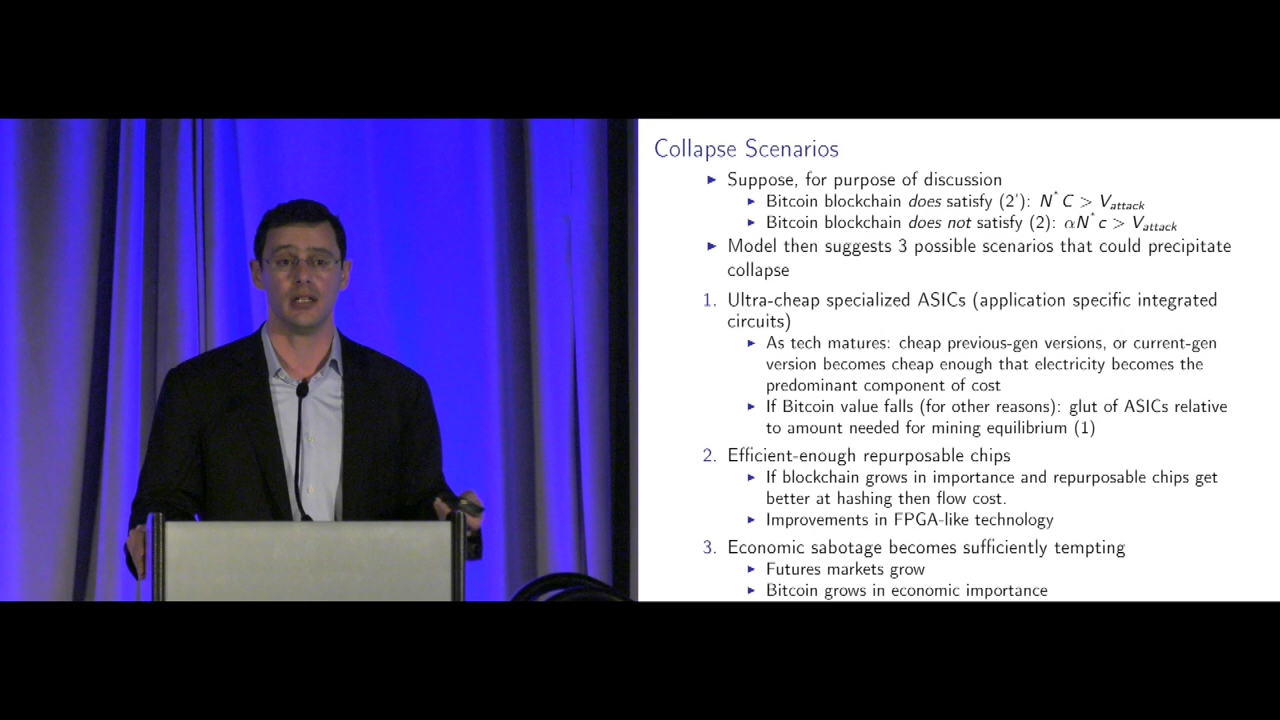 Collapse Scenarios
▶ Suppose, for purpose of discussion
▶ Bitcoin blockchain does satisfy (2'): N* C > V_attack
▶ Bitcoin blockchain does not satisfy (2): αN* c > V_attack
▶ Model then suggests 3 possible scenarios that could precipitate
collapse
1. Ultra-cheap specialized ASICs (application specific integrated
circuits)
▶ As tech matures: cheap previous-gen versions, or current-gen
version becomes cheap enough that electricity becomes the
predominant component of cost
▶ If Bitcoin value falls (for other reasons): glut of ASICs relative
to amount needed for mining equilibrium (1)
2. Efficient-enough repurposable chips
▶ If blockchain grows in importance and repurposable chips get
better at hashing then flow cost.
▶ Improvements in FPGA-like technology
3. Economic sabotage becomes sufficiently tempting
▶ Futures markets grow
▶ Bitcoin grows in economic importance